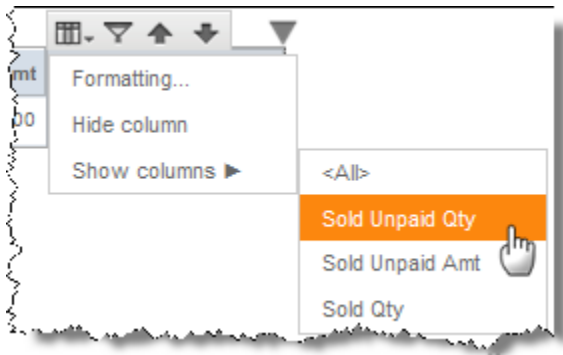 mt
00
Formatting...
Hide column
Show columns
<All>
Sold Unpaid Qty
Sold Unpaid Amt
Sold Qty